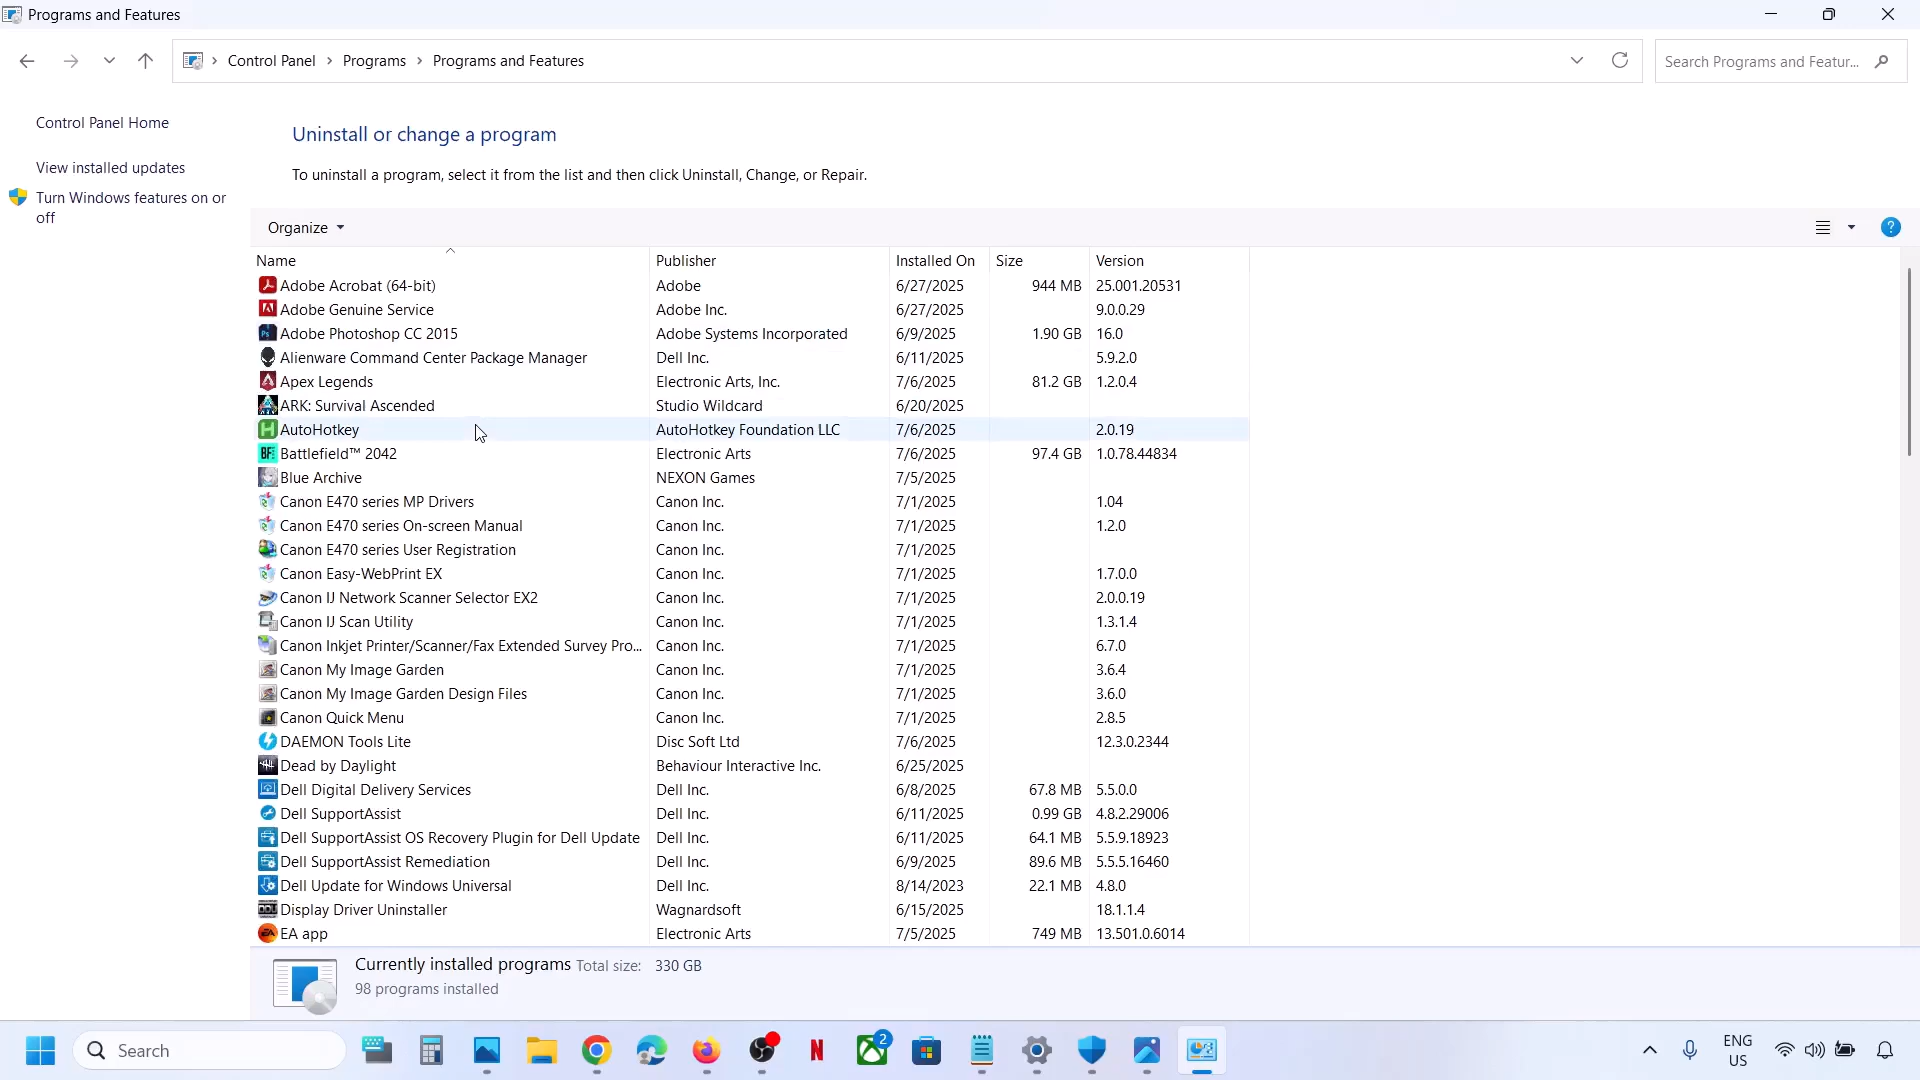 Programs and Features
Control Panel > Programs > Programs and Features
Search Programs and Featur...
Control Panel Home
View installed updates
Turn Windows features on or
off
Uninstall or change a program
To uninstall a program, select it from the list and then click Uninstall, Change, or Repair.
Organize
Name Publisher Installed On Size Version
Adobe Acrobat (64-bit) Adobe 6/27/2025 944 MB 25.001.20531
Adobe Genuine Service Adobe Inc. 6/27/2025 9.0.0.29
Adobe Photoshop CC 2015 Adobe Systems Incorporated 6/9/2025 1.90 GB 16.0
Alienware Command Center Package Manager Dell Inc. 6/11/2025 5.9.2.0
Apex Legends Electronic Arts, Inc. 7/6/2025 81.2 GB 1.2.0.4
ARK: Survival Ascended Studio Wildcard 6/20/2025
AutoHotkey AutoHotkey Foundation LLC 7/6/2025 2.0.19
Battlefield™ 2042 Electronic Arts 7/6/2025 97.4 GB 1.0.78.44834
Blue Archive NEXON Games 7/5/2025
Canon E470 series MP Drivers Canon Inc. 7/1/2025 1.04
Canon E470 series On-screen Manual Canon Inc. 7/1/2025 1.2.0
Canon E470 series User Registration Canon Inc. 7/1/2025
Canon Easy-WebPrint EX Canon Inc. 7/1/2025 1.7.0.0
Canon IJ Network Scanner Selector EX2 Canon Inc. 7/1/2025 2.0.0.19
Canon IJ Scan Utility Canon Inc. 7/1/2025 1.3.1.4
Canon Inkjet Printer/Scanner/Fax Extended Survey Pro... Canon Inc. 7/1/2025 6.7.0
Canon My Image Garden Canon Inc. 7/1/2025 3.6.4
Canon My Image Garden Design Files Canon Inc. 7/1/2025 3.6.0
Canon Quick Menu Canon Inc. 7/1/2025 2.8.5
DAEMON Tools Lite Disc Soft Ltd 7/6/2025 12.3.0.2344
Dead by Daylight Behaviour Interactive Inc. 6/25/2025
Dell Digital Delivery Services Dell Inc. 6/8/2025 67.8 MB 5.5.0.0
Dell SupportAssist Dell Inc. 6/11/2025 0.99 GB 4.8.2.29006
Dell SupportAssist OS Recovery Plugin for Dell Update Dell Inc. 6/11/2025 64.1 MB 5.5.9.18923
Dell SupportAssist Remediation Dell Inc. 6/9/2025 89.6 MB 5.5.5.16460
Dell Update for Windows Universal Dell Inc. 8/14/2023 22.1 MB 4.8.0
Display Driver Uninstaller Wagnardsoft 6/15/2025 18.1.1.4
EA app Electronic Arts 7/5/2025 749 MB 13.501.0.6014
Currently installed programs Total size: 330 GB
98 programs installed
Search
2
ENG
US